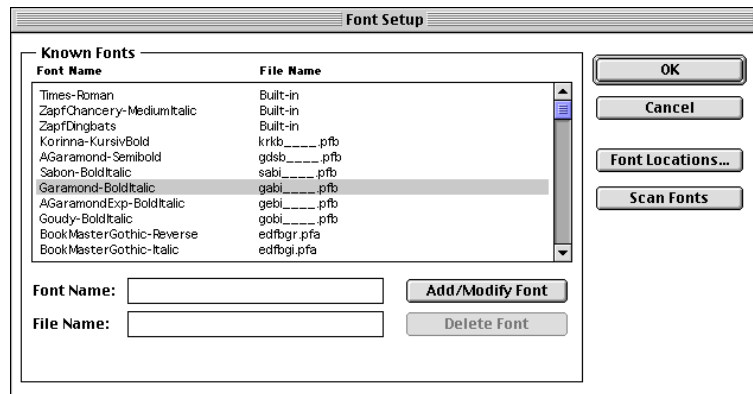 Font Setup
Known Fonts
Font Name File Name
Times-Roman Built-in
ZapfChancery-MediumItalic Built-in
ZapfDingbats Built-in
Korinna-KursivBold krkb____.pfb
AGaramond-Semibold gdsb____.pfb
Sabon-BoldItalic sabi____.pfb
Garamond-BoldItalic gabi____.pfb
AGaramondExp-BoldItalic gebi____.pfb
Goudy-BoldItalic gobi____.pfb
BookMasterGothic-Reverse edfbgr.pfa
BookMasterGothic-Italic edfbgi.pfa
Font Name:
Add/Modify Font
File Name:
Delete Font
OK
Cancel
Font Locations...
Scan Fonts